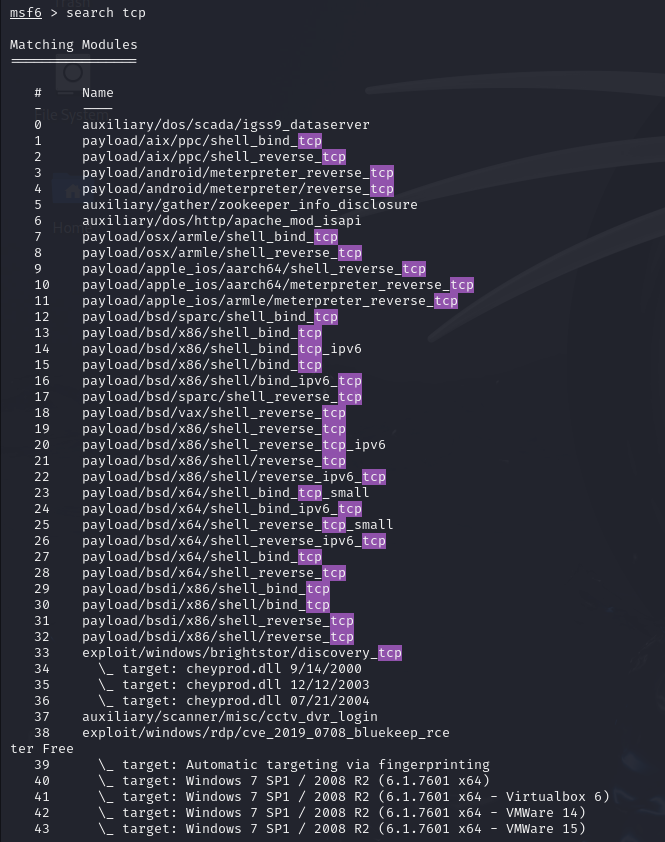 msf6 > search tcp
Matching Modules
================
#     Name
-     ----
0     auxiliary/dos/scada/igss9_dataserver
1     payload/aix/ppc/shell_bind_tcp
2     payload/aix/ppc/shell_reverse_tcp
3     payload/android/meterpreter_reverse_tcp
4     payload/android/meterpreter/reverse_tcp
5     auxiliary/gather/zookeeper_info_disclosure
6     auxiliary/dos/http/apache_mod_isapi
7     payload/osx/armle/shell_bind_tcp
8     payload/osx/armle/shell_reverse_tcp
9     payload/apple_ios/aarch64/shell_reverse_tcp
10    payload/apple_ios/aarch64/meterpreter_reverse_tcp
11    payload/apple_ios/armle/meterpreter_reverse_tcp
12    payload/bsd/sparc/shell_bind_tcp
13    payload/bsd/x86/shell_bind_tcp
14    payload/bsd/x86/shell_bind_tcp_ipv6
15    payload/bsd/x86/shell/bind_tcp
16    payload/bsd/x86/shell/bind_ipv6_tcp
17    payload/bsd/sparc/shell_reverse_tcp
18    payload/bsd/vax/shell_reverse_tcp
19    payload/bsd/x86/shell_reverse_tcp
20    payload/bsd/x86/shell_reverse_tcp_ipv6
21    payload/bsd/x86/shell/reverse_tcp
22    payload/bsd/x86/shell/reverse_ipv6_tcp
23    payload/bsd/x64/shell_bind_tcp_small
24    payload/bsd/x64/shell_bind_ipv6_tcp
25    payload/bsd/x64/shell_reverse_tcp_small
26    payload/bsd/x64/shell_reverse_ipv6_tcp
27    payload/bsd/x64/shell_bind_tcp
28    payload/bsd/x64/shell_reverse_tcp
29    payload/bsdi/x86/shell_bind_tcp
30    payload/bsdi/x86/shell/bind_tcp
31    payload/bsdi/x86/shell_reverse_tcp
32    payload/bsdi/x86/shell/reverse_tcp
33    exploit/windows/brightstor/discovery_tcp
34      \_ target: cheyprod.dll 9/14/2000
35      \_ target: cheyprod.dll 12/12/2003
36      \_ target: cheyprod.dll 07/21/2004
37    auxiliary/scanner/misc/cctv_dvr_login
38    exploit/windows/rdp/cve_2019_0708_bluekeep_rce
ter Free
39      \_ target: Automatic targeting via fingerprinting
40      \_ target: Windows 7 SP1 / 2008 R2 (6.1.7601 x64)
41      \_ target: Windows 7 SP1 / 2008 R2 (6.1.7601 x64 - Virtualbox 6)
42      \_ target: Windows 7 SP1 / 2008 R2 (6.1.7601 x64 - VMWare 14)
43      \_ target: Windows 7 SP1 / 2008 R2 (6.1.7601 x64 - VMWare 15)
Trash
File System
Home